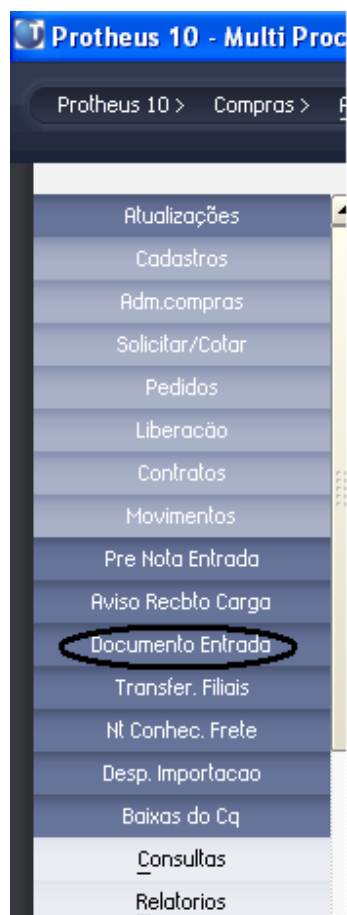 Protheus 10 - Multi Proc
Protheus 10 > Compras >
Atualizações
Cadastros
Adm.compras
Solicitar/Cotar
Pedidos
Liberacäo
Contratos
Movimentos
Pre Nota Entrada
Aviso Recbto Carga
Documento Entrada
Transfer. Filiais
Nt Conhec. Frete
Desp. Importacao
Baixas do Cq
Consultas
Relatorios